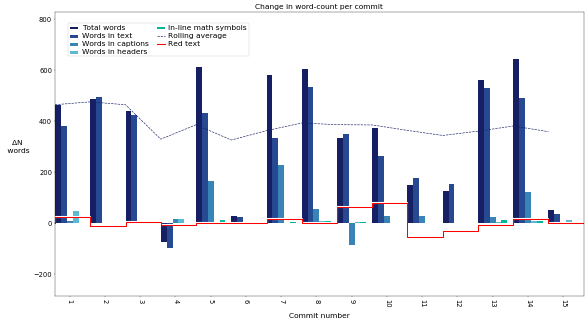 Change in word-count per commit
Total words
Words in text
Words in captions
Words in headers
In-line math symbols
Rolling average
Red text
800
600
400
200
0
−200
ΔN
words
1 2 3 4 5 6 7 8 9 10 11 12 13 14 15
Commit number